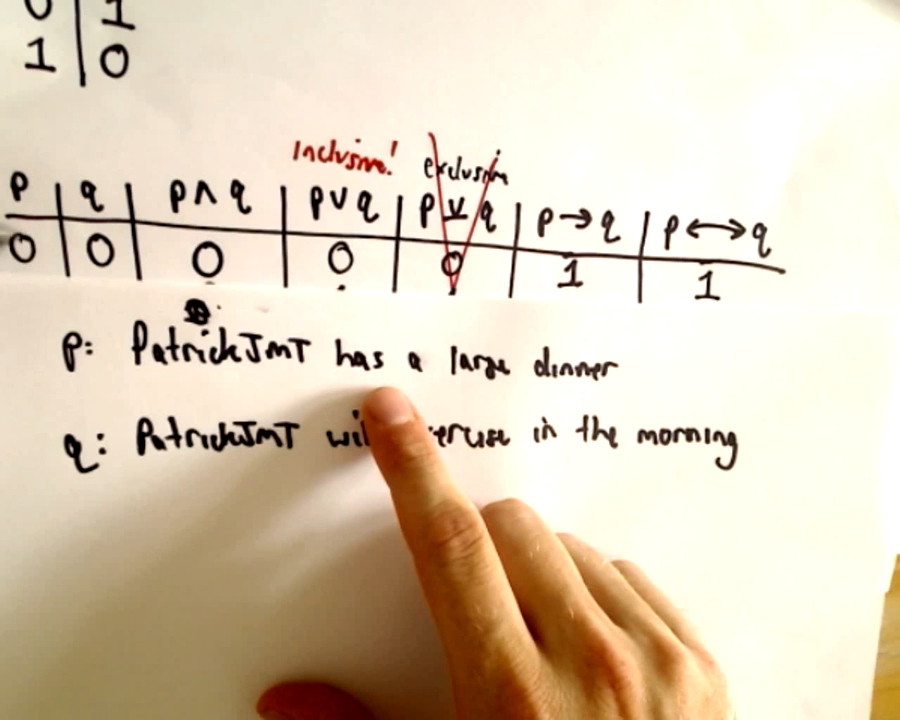 0 | 1
1 | 0
Inclusive! exclusive
p | q | p∧q | p∨q | p⊻q | p→q | p↔q
0 | 0 | 0 | 0 | 0 | 1 | 1
p: PatrickJMT has a large dinner
q: PatrickJMT in the morning